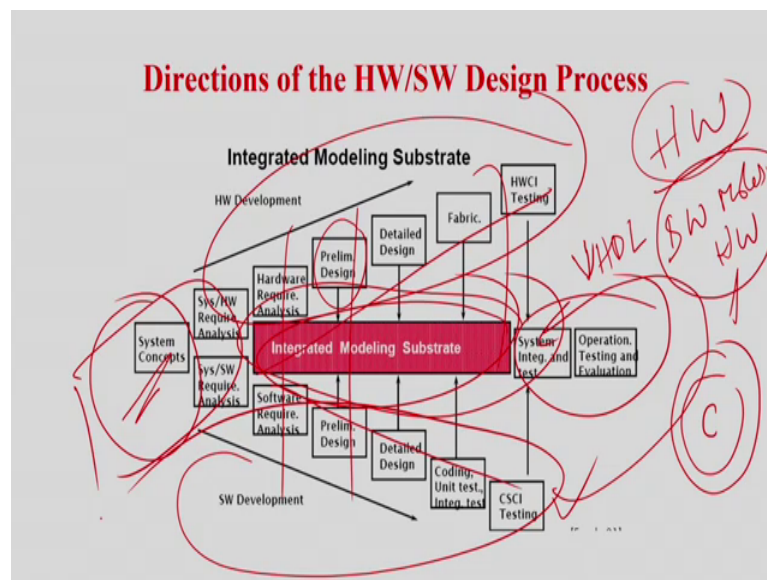 Directions of the HW/SW Design Process
Integrated Modeling Substrate
HW Development
HWCI
Testing
Fabric.
Detailed
Design
Prelim.
Design
Hardware
Require.
Analysis
Sys/HW
Require.
Analysis
System
Concepts
Integrated Modeling Substrate
System
Integ. and
test
Operation.
Testing and
Evaluation
Sys/SW
Require.
Analysis
Software
Require.
Analysis
Prelim.
Design
Detailed
Design
Coding,
Unit test.,
Integ. test
CSCI
Testing
SW Development
HW
VHDL
HW
C